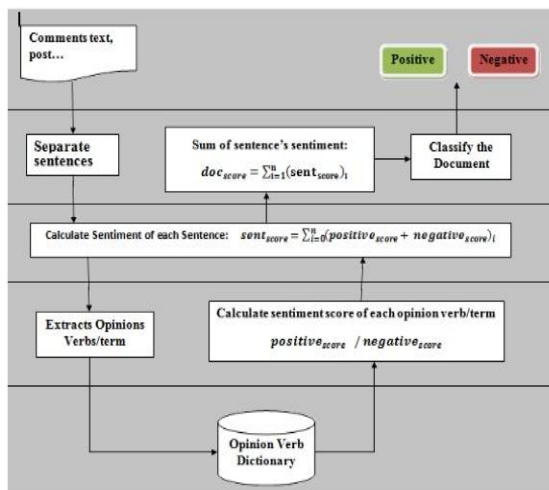 Comments text,
post...
Positive
Negative
Separate
sentences
Sum of sentence's sentiment:
doc_score = ∑ⁿᵢ₌₁(sent_score)ᵢ
Classify the
Document
Calculate Sentiment of each Sentence: sent_score = ∑ⁿᵢ₌₀(positive_score + negative_score)ᵢ
Extracts Opinions
Verbs/term
Calculate sentiment score of each opinion verb/term
positive_score / negative_score
Opinion Verb
Dictionary